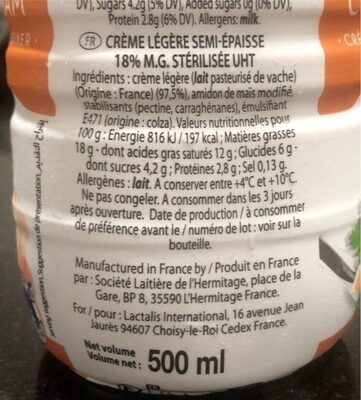 DV), Sugars 4.2g (5% DV), Added sugars 0g (0% DV),
Protein 2.8g (6% DV). Allergens: milk.
FR CRÈME LÉGÈRE SEMI-ÉPAISSE
18% M.G. STÉRILISÉE UHT
Ingrédients : crème légère (lait pasteurisé de vache)
(Origine : France) (97,5%), amidon de maïs modifié,
stabilisants (pectine, carraghénanes), émulsifiant
E471 (origine : colza). Valeurs nutritionnelles pour
100 g : Énergie 816 kJ / 197 kcal ; Matières grasses
18 g - dont acides gras saturés 12 g ; Glucides 6 g -
dont sucres 4,2 g ; Protéines 2,8 g ; Sel 0,13 g.
Allergènes : lait. A conserver entre +4°C et +10°C.
Ne pas congeler. A consommer dans les 3 jours
après ouverture. Date de production / à consommer
de préférence avant le / numéro de lot : voir sur la
bouteille.
Manufactured in France by / Produit en France
par : Société Laitière de l'Hermitage, place de la
Gare, BP 8, 35590 L'Hermitage France.
For / pour : Lactalis International, 16 avenue Jean
Jaurès 94607 Choisy-le-Roi Cedex France.
Net volume
Volume net : 500 ml
serving suggestion. Suggestion de présentation.